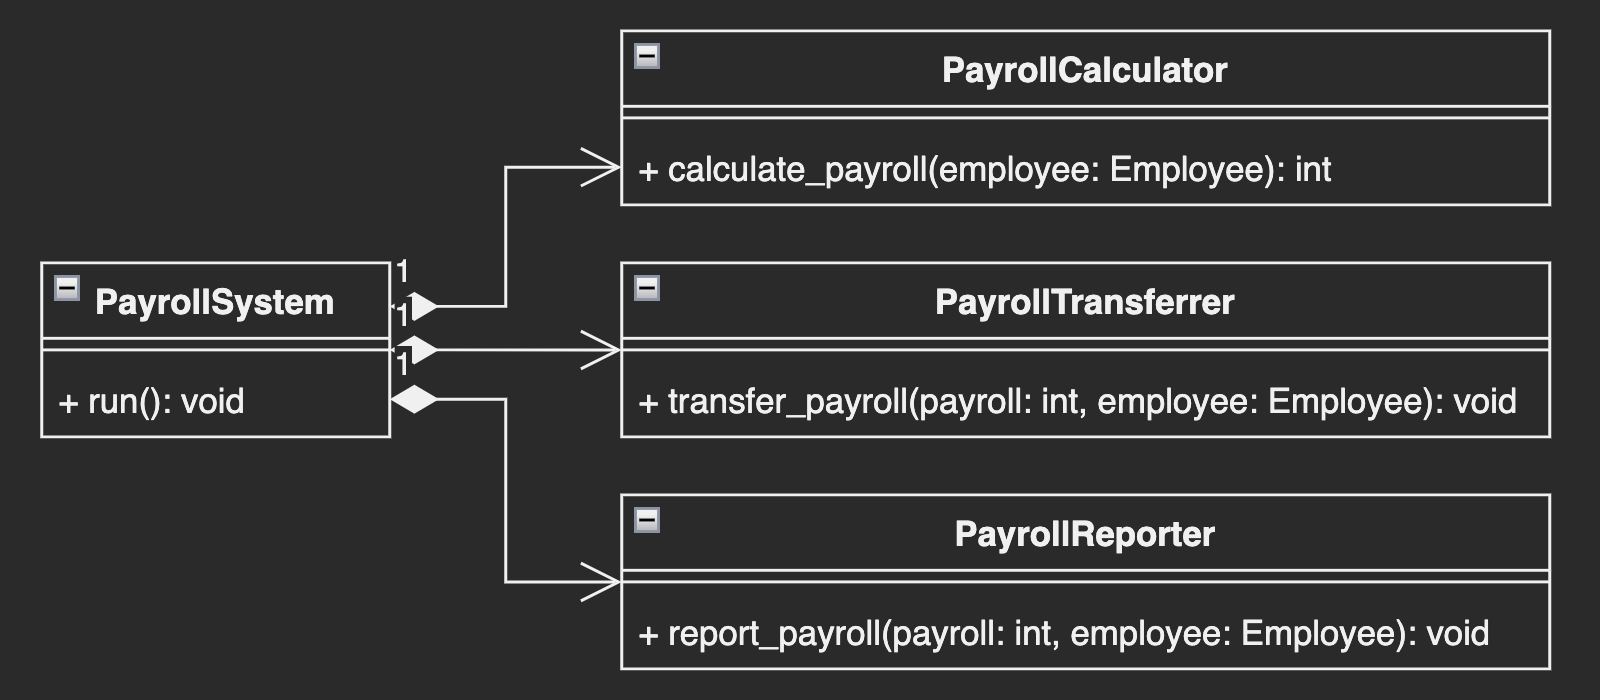 PayrollCalculator
+ calculate_payroll(employee: Employee): int
PayrollSystem
+ run(): void
1
1
1
PayrollTransferrer
+ transfer_payroll(payroll: int, employee: Employee): void
PayrollReporter
+ report_payroll(payroll: int, employee: Employee): void